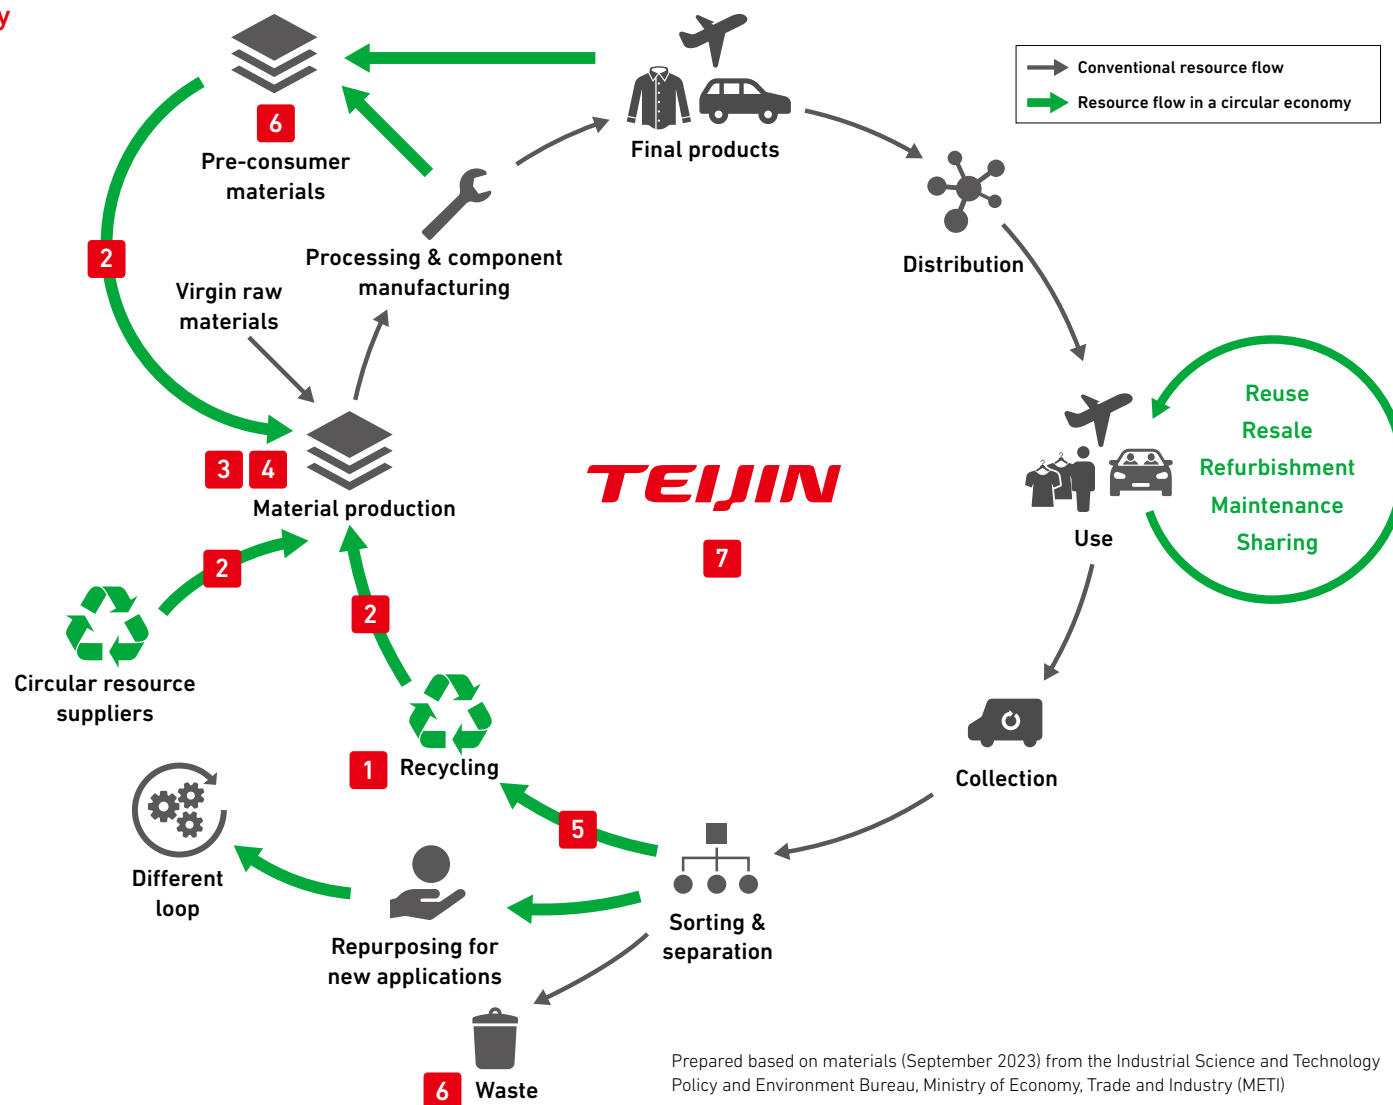 y
Conventional resource flow
Resource flow in a circular economy
6
Pre-consumer
materials
Final products
Processing & component
manufacturing
Distribution
2
Virgin raw
materials
Reuse
Resale
Refurbishment
Maintenance
Sharing
3 4
Material production
TEIJIN
7
Use
2
2
Circular resource
suppliers
1 Recycling
Collection
5
Different
loop
Sorting &
separation
Repurposing for
new applications
6 Waste
Prepared based on materials (September 2023) from the Industrial Science and Technology
Policy and Environment Bureau, Ministry of Economy, Trade and Industry (METI)